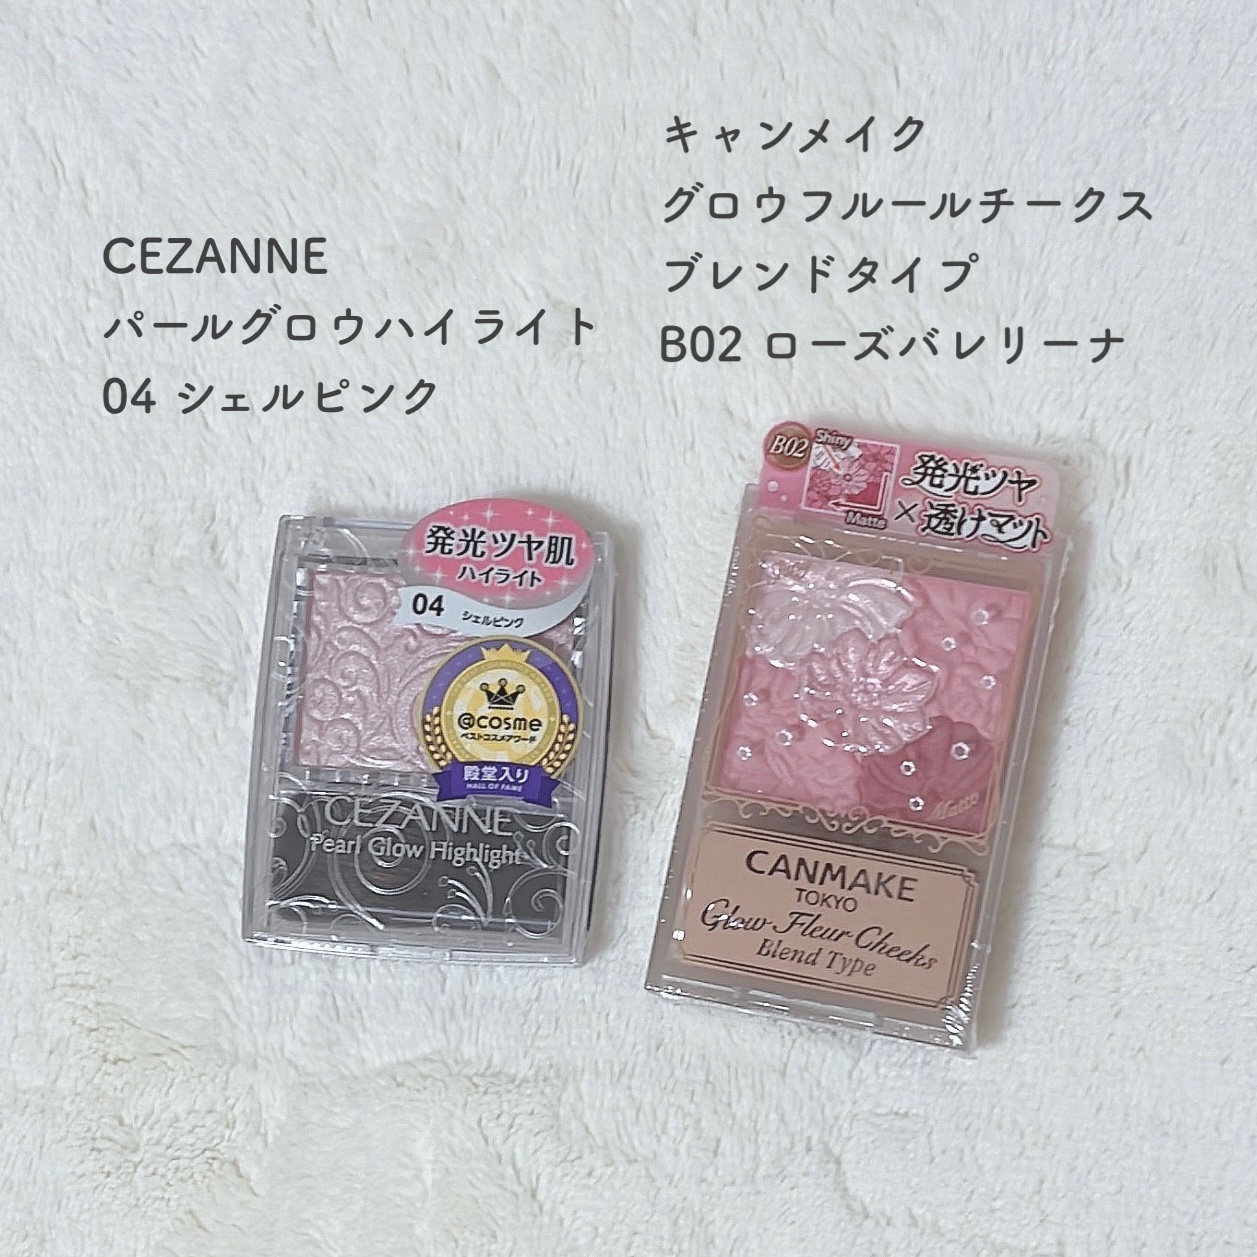 キャンメイク
グロウフルールチークス
ブレンドタイプ
B02 ローズバレリーナ
CEZANNE
パールグロウハイライト
04 シェルピンク
発光ツヤ肌
ハイライト
04 シェルピンク
@cosme
ベストコスメアワード
殿堂入り
HALL OF FAME
CEZANNE
Pearl Glow Highlight
B02
Shiny
Matte
発光ツヤ
×透けマット
Matte
CANMAKE
TOKYO
Glow Fleur Cheeks
Blend Type